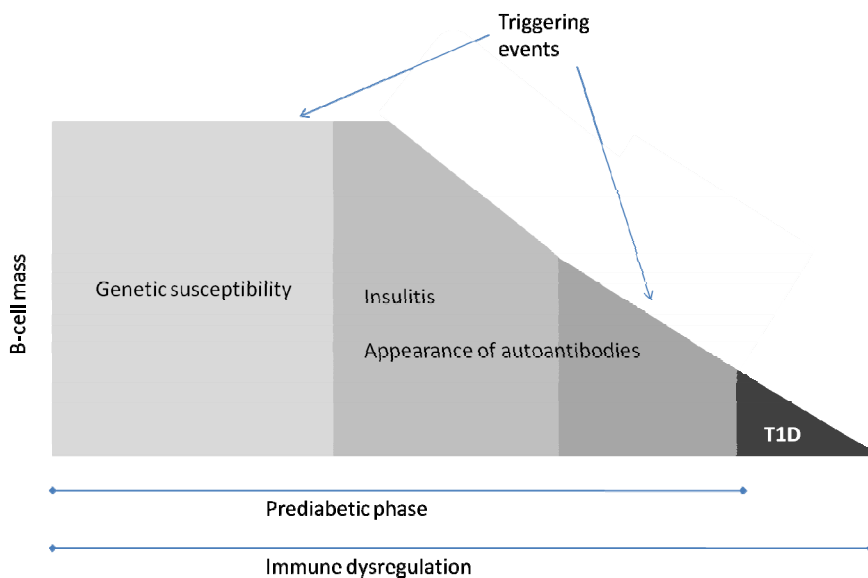 Triggering
events
B-cell mass
Genetic susceptibility
Insulitis
Appearance of autoantibodies
T1D
Prediabetic phase
Immune dysregulation